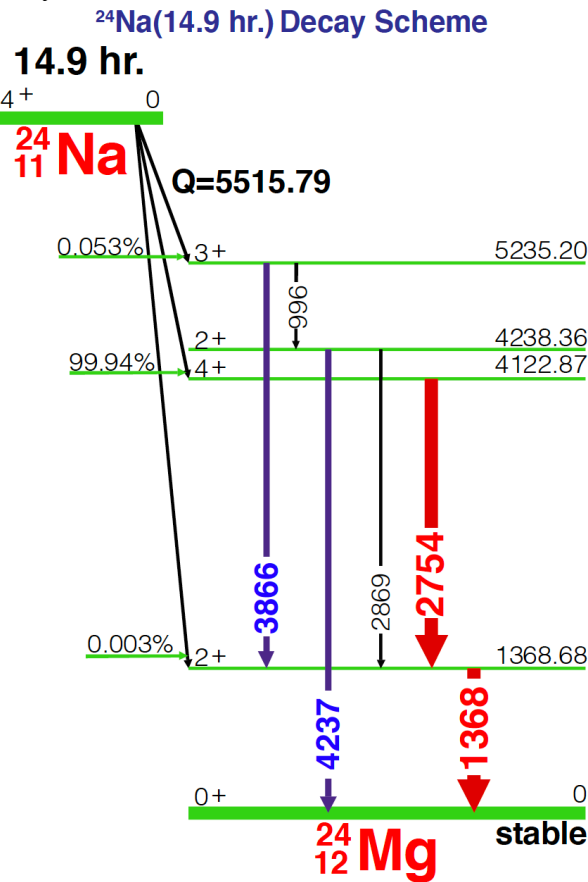 24Na(14.9 hr.) Decay Scheme
14.9 hr.
4+ 0
24
11 Na
Q=5515.79
0.053% 3+ 5235.20
996
2+ 4238.36
99.94% 4+ 4122.87
3866
4237
2869
2754
0.003% 2+ 1368.68
1368
0+ 0
stable
24
12 Mg